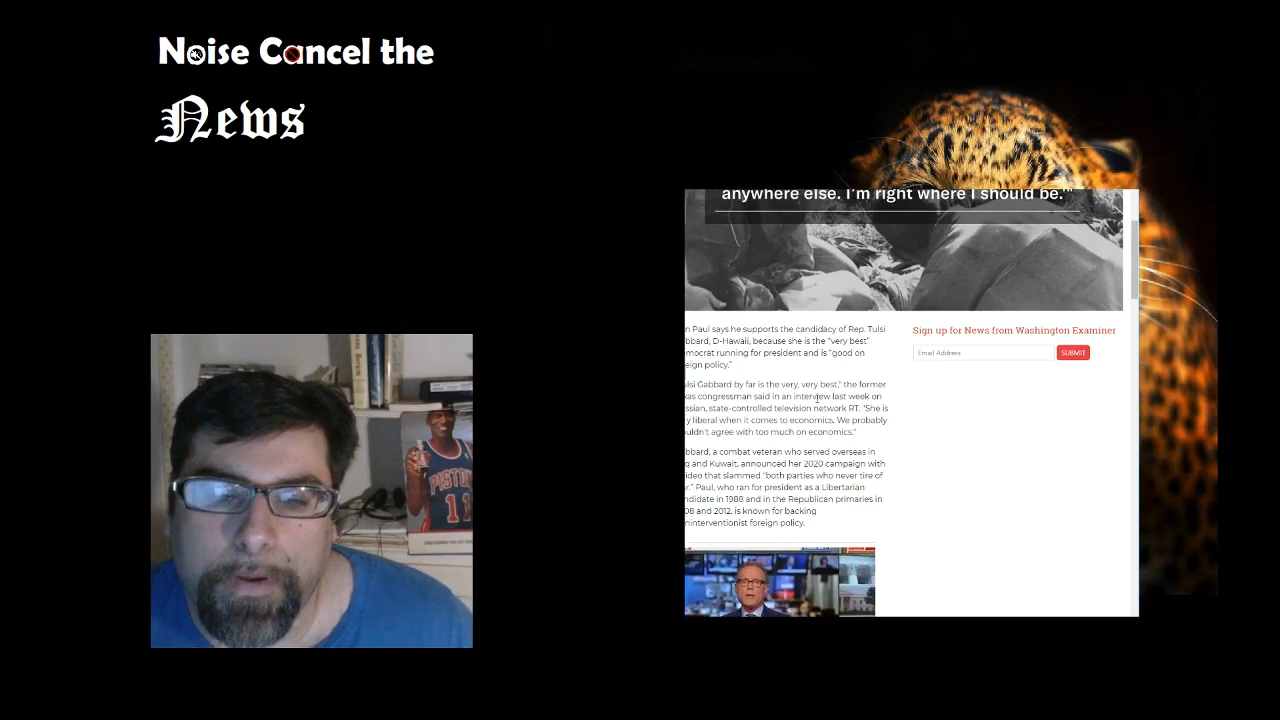 Noise Cancel the
News
anywhere else. I'm right where I should be.'"
n Paul says he supports the candidacy of Rep. Tulsi
bbard, D-Hawaii, because she is the "very best"
emocrat running for president and is "good on
eign policy."
ulsi Gabbard by far is the very, very best," the former
xas congressman said in an interview last week on
ssian, state-controlled television network RT. "She is
y liberal when it comes to economics. We probably
uldn't agree with too much on economics."
bbard, a combat veteran who served overseas in
q and Kuwait, announced her 2020 campaign with
ideo that slammed "both parties who never tire of
r." Paul, who ran for president as a Libertarian
ndidate in 1988 and in the Republican primaries in
08 and 2012, is known for backing
ninterventionist foreign policy.
Sign up for News from Washington Examiner
Email Address
SUBMIT
PISTO
11